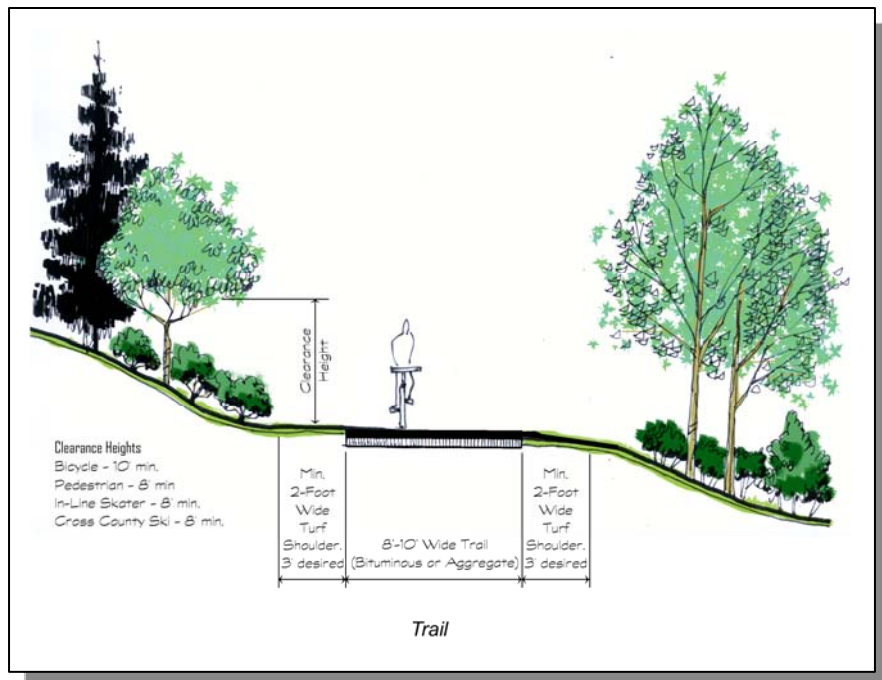 Clearance
Height
Clearance Heights
Bicycle - 10' min.
Pedestrian - 8' min
In-Line Skater - 8' min.
Cross County Ski - 8' min.
Min.
2-Foot
Wide
Turf
Shoulder.
3' desired
8'-10' Wide Trail
(Bituminous or Aggregate)
Min.
2-Foot
Wide
Turf
Shoulder.
3' desired
Trail